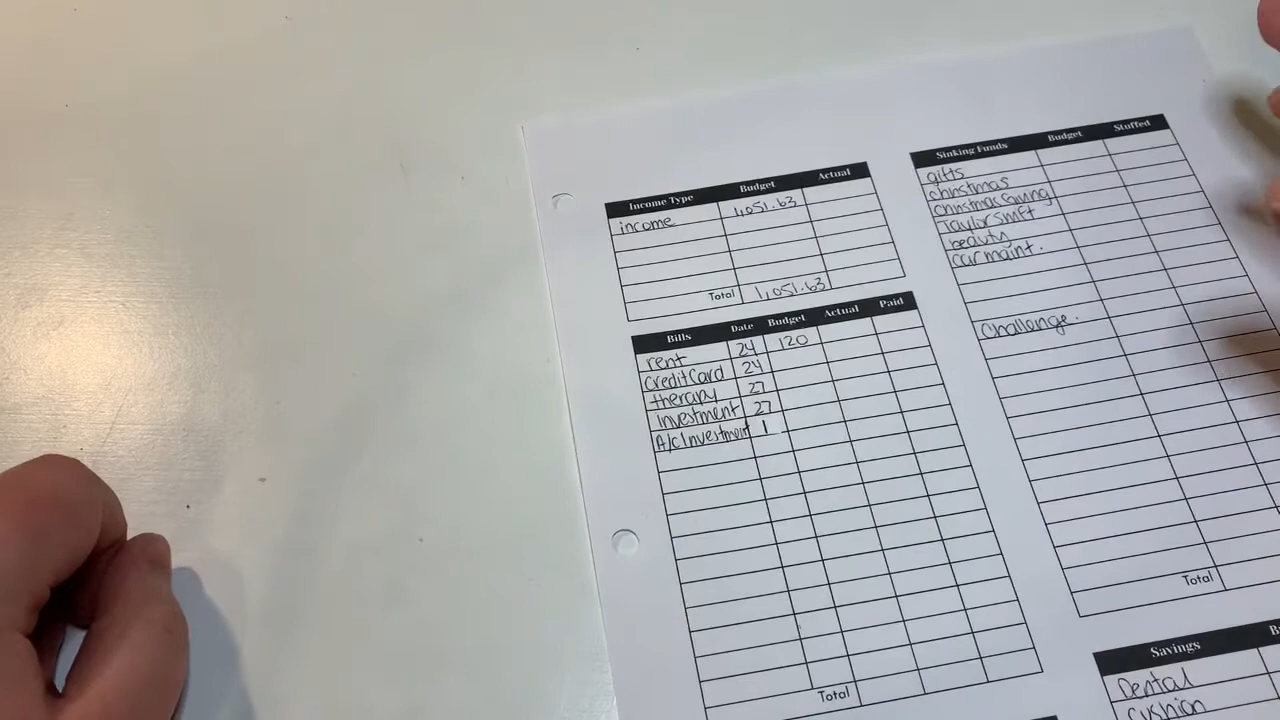 Income Type Budget Actual
income 1,051.63
Total 1,051.63
Bills Date Budget Actual Paid
rent 24 120
Credit Card 24
therapy 27
Investment 27
A/c Investment 1
Total
Sinking Funds Budget Stuffed
gifts
christmas
christmas saving
Taylor Swift
beauty
car maint.
Challenge.
Total
Savings
Dental
Cushion